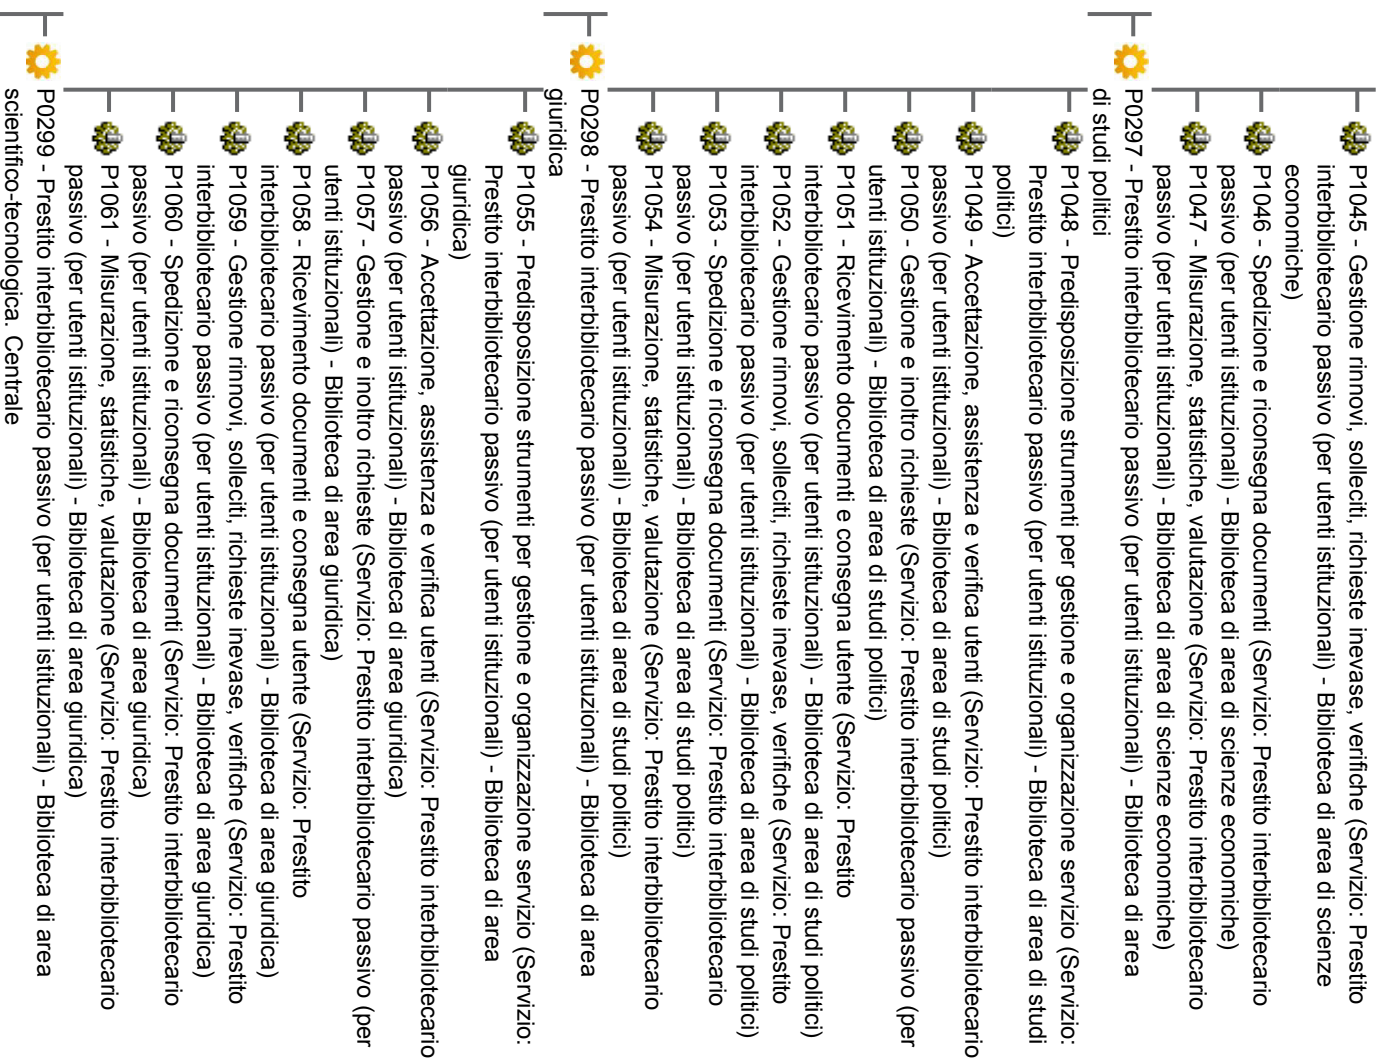 P1045 - Gestione rinnovi, solleciti, richieste inevase, verifiche (Servizio: Prestito
interbibliotecario passivo (per utenti istituzionali) - Biblioteca di area di scienze
economiche)
P1046 - Spedizione e riconsegna documenti (Servizio: Prestito interbibliotecario
passivo (per utenti istituzionali) - Biblioteca di area di scienze economiche)
P1047 - Misurazione, statistiche, valutazione (Servizio: Prestito interbibliotecario
passivo (per utenti istituzionali) - Biblioteca di area di scienze economiche)
P0297 - Prestito interbibliotecario passivo (per utenti istituzionali) - Biblioteca di area
di studi politici
P1048 - Predisposizione strumenti per gestione e organizzazione servizio (Servizio:
Prestito interbibliotecario passivo (per utenti istituzionali) - Biblioteca di area di studi
politici)
P1049 - Accettazione, assistenza e verifica utenti (Servizio: Prestito interbibliotecario
passivo (per utenti istituzionali) - Biblioteca di area di studi politici)
P1050 - Gestione e inoltro richieste (Servizio: Prestito interbibliotecario passivo (per
utenti istituzionali) - Biblioteca di area di studi politici)
P1051 - Ricevimento documenti e consegna utente (Servizio: Prestito
interbibliotecario passivo (per utenti istituzionali) - Biblioteca di area di studi politici)
P1052 - Gestione rinnovi, solleciti, richieste inevase, verifiche (Servizio: Prestito
interbibliotecario passivo (per utenti istituzionali) - Biblioteca di area di studi politici)
P1053 - Spedizione e riconsegna documenti (Servizio: Prestito interbibliotecario
passivo (per utenti istituzionali) - Biblioteca di area di studi politici)
P1054 - Misurazione, statistiche, valutazione (Servizio: Prestito interbibliotecario
passivo (per utenti istituzionali) - Biblioteca di area di studi politici)
P0298 - Prestito interbibliotecario passivo (per utenti istituzionali) - Biblioteca di area
giuridica
P1055 - Predisposizione strumenti per gestione e organizzazione servizio (Servizio:
Prestito interbibliotecario passivo (per utenti istituzionali) - Biblioteca di area
giuridica)
P1056 - Accettazione, assistenza e verifica utenti (Servizio: Prestito interbibliotecario
passivo (per utenti istituzionali) - Biblioteca di area giuridica)
P1057 - Gestione e inoltro richieste (Servizio: Prestito interbibliotecario passivo (per
utenti istituzionali) - Biblioteca di area giuridica)
P1058 - Ricevimento documenti e consegna utente (Servizio: Prestito
interbibliotecario passivo (per utenti istituzionali) - Biblioteca di area giuridica)
P1059 - Gestione rinnovi, solleciti, richieste inevase, verifiche (Servizio: Prestito
interbibliotecario passivo (per utenti istituzionali) - Biblioteca di area giuridica)
P1060 - Spedizione e riconsegna documenti (Servizio: Prestito interbibliotecario
passivo (per utenti istituzionali) - Biblioteca di area giuridica)
P1061 - Misurazione, statistiche, valutazione (Servizio: Prestito interbibliotecario
passivo (per utenti istituzionali) - Biblioteca di area giuridica)
P0299 - Prestito interbibliotecario passivo (per utenti istituzionali) - Biblioteca di area
scientifico-tecnologica. Centrale